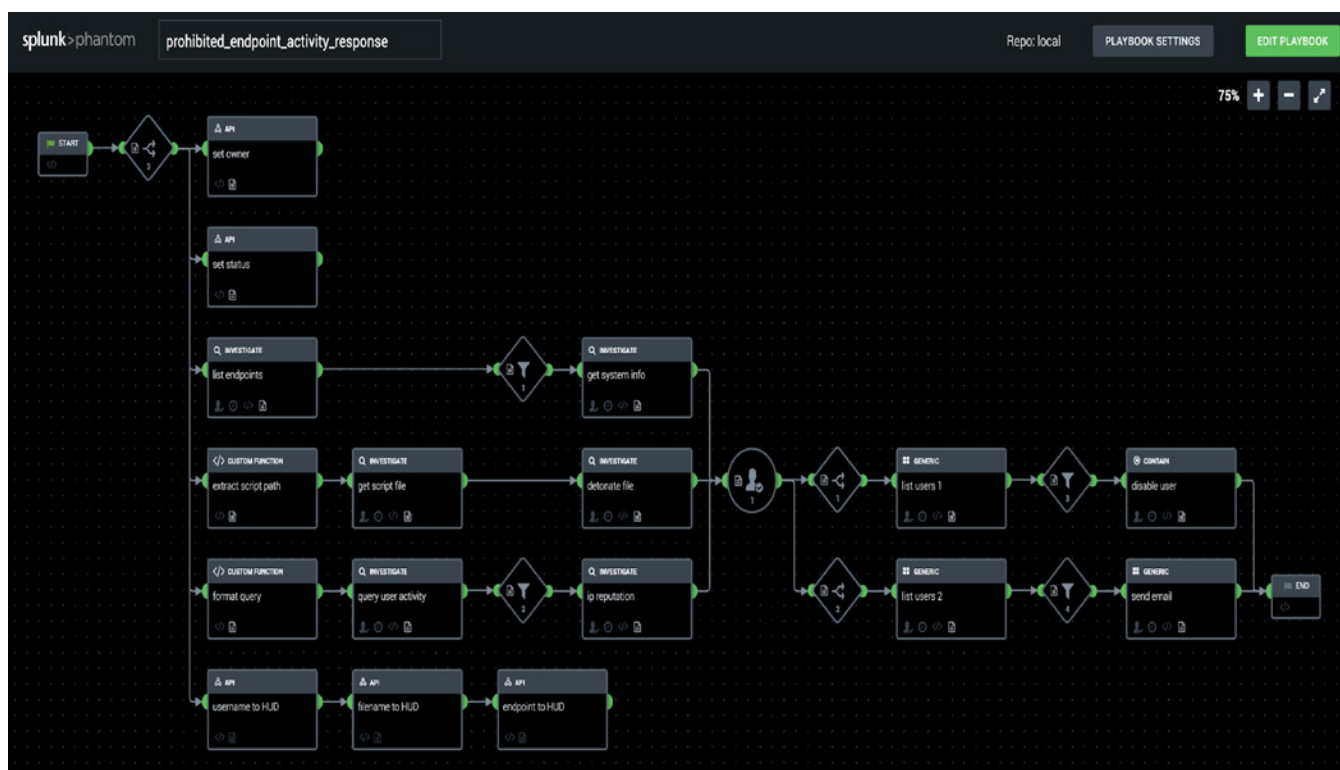 splunk>phantom
prohibited_endpoint_activity_response
Repo: local
PLAYBOOK SETTINGS
EDIT PLAYBOOK
75%
START
3
API
set owner
API
set status
INVESTIGATE
list endpoints
1
INVESTIGATE
get system info
CUSTOM FUNCTION
extract script path
INVESTIGATE
get script file
INVESTIGATE
detonate file
1
1
GENERIC
list users 1
3
CONTAIN
disable user
CUSTOM FUNCTION
format query
INVESTIGATE
query user activity
2
INVESTIGATE
ip reputation
2
GENERIC
list users 2
4
GENERIC
send email
END
API
username to HUD
API
filename to HUD
API
endpoint to HUD